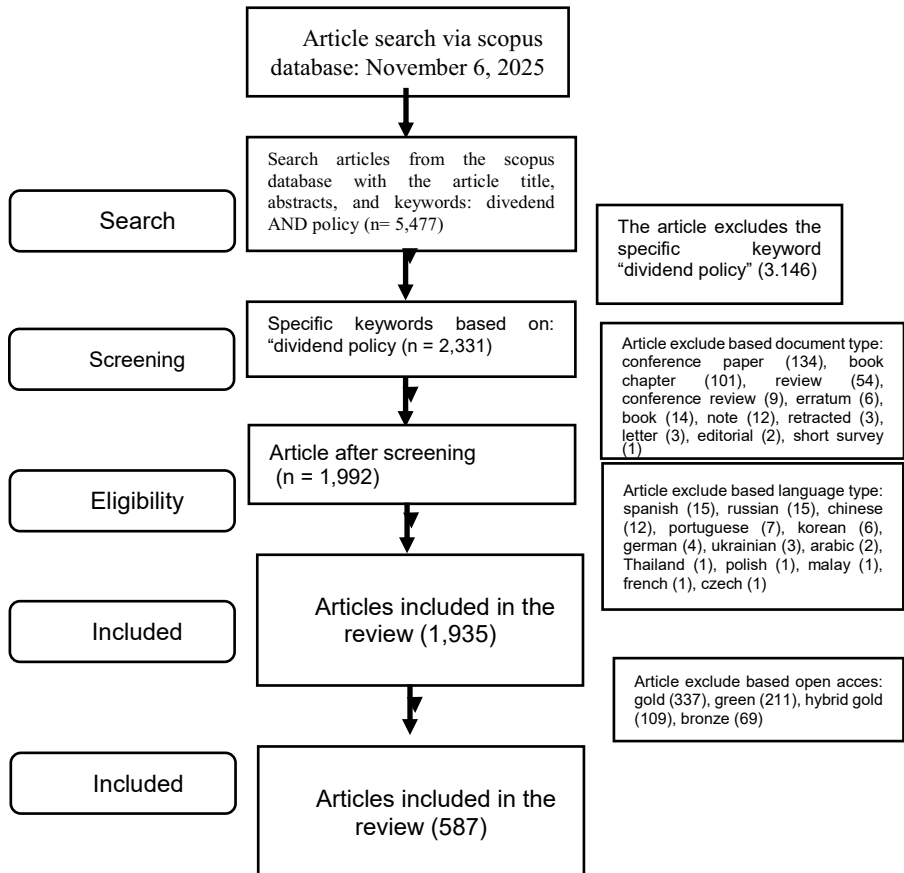 Article search via scopus
database: November 6, 2025
Search articles from the scopus
database with the article title,
abstracts, and keywords: divedend
AND policy (n= 5,477)
Search
The article excludes the
specific keyword
“dividend policy” (3.146)
Specific keywords based on:
“dividend policy (n = 2,331)
Screening
Article exclude based document type:
conference paper (134), book
chapter (101), review (54),
conference review (9), erratum (6),
book (14), note (12), retracted (3),
letter (3), editorial (2), short survey
(1)
Article after screening
(n = 1,992)
Eligibility
Article exclude based language type:
spanish (15), russian (15), chinese
(12), portuguese (7), korean (6),
german (4), ukrainian (3), arabic (2),
Thailand (1), polish (1), malay (1),
french (1), czech (1)
Articles included in the
review (1,935)
Included
Article exclude based open acces:
gold (337), green (211), hybrid gold
(109), bronze (69)
Included
Articles included in the
review (587)